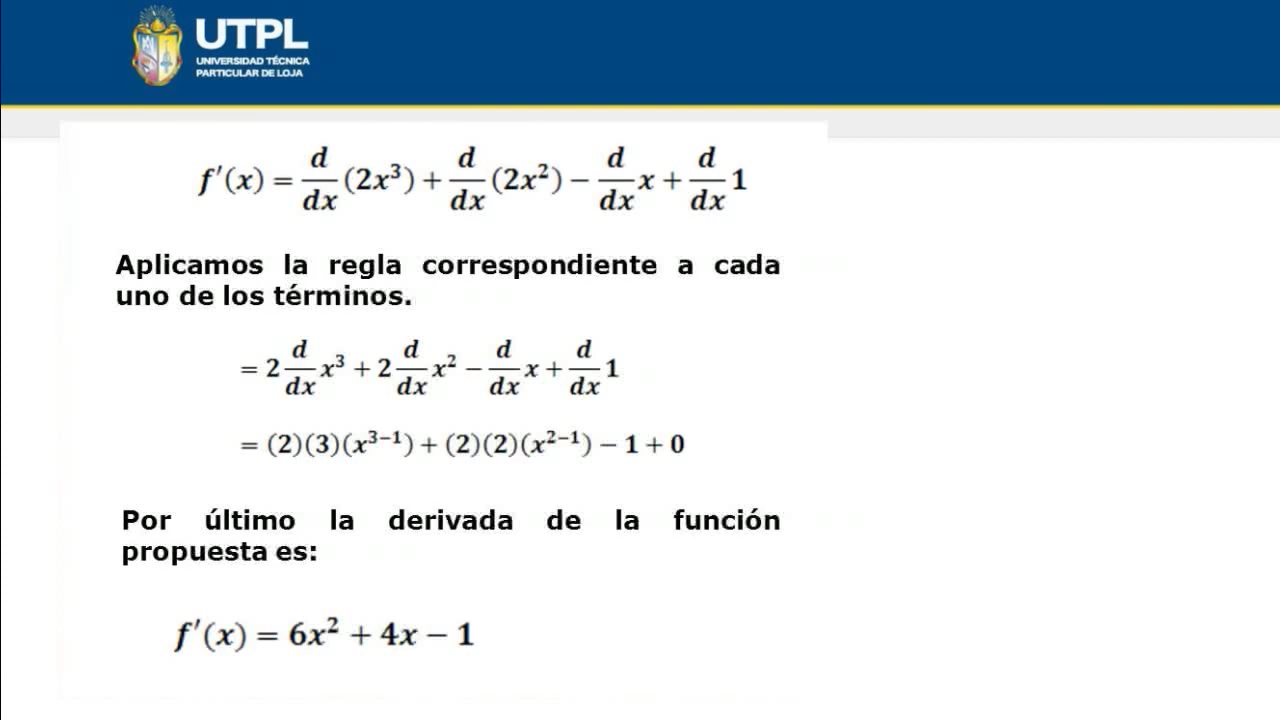 UTPL
UNIVERSIDAD TÉCNICA
PARTICULAR DE LOJA
f'(x) = d/dx (2x³) + d/dx (2x²) − d/dx x + d/dx 1
Aplicamos la regla correspondiente a cada
uno de los términos.
= 2 d/dx x³ + 2 d/dx x² − d/dx x + d/dx 1
= (2)(3)(x³⁻¹) + (2)(2)(x²⁻¹) − 1 + 0
Por último la derivada de la función
propuesta es:
f'(x) = 6x² + 4x − 1